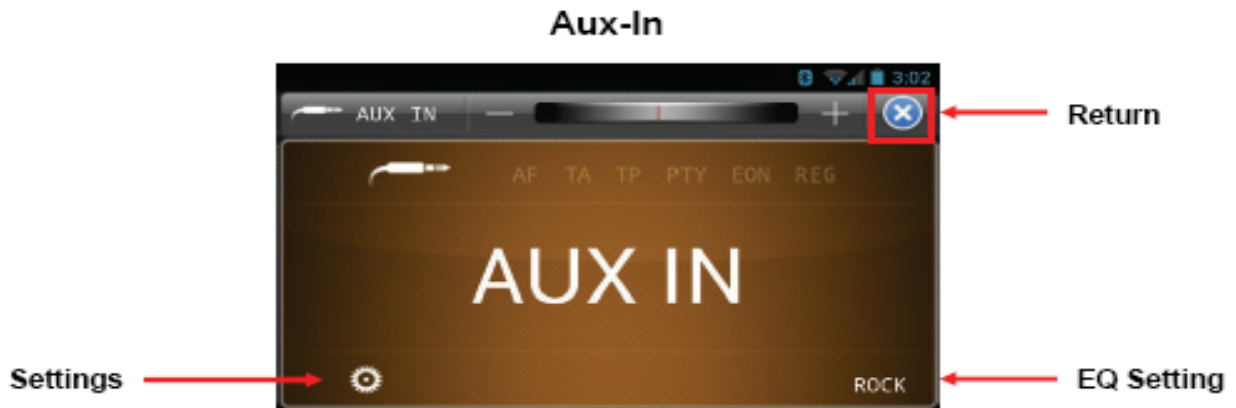 Aux-In
3:02
AUX IN
Return
AF TA TP PTY EON REG
AUX IN
Settings
ROCK
EQ Setting